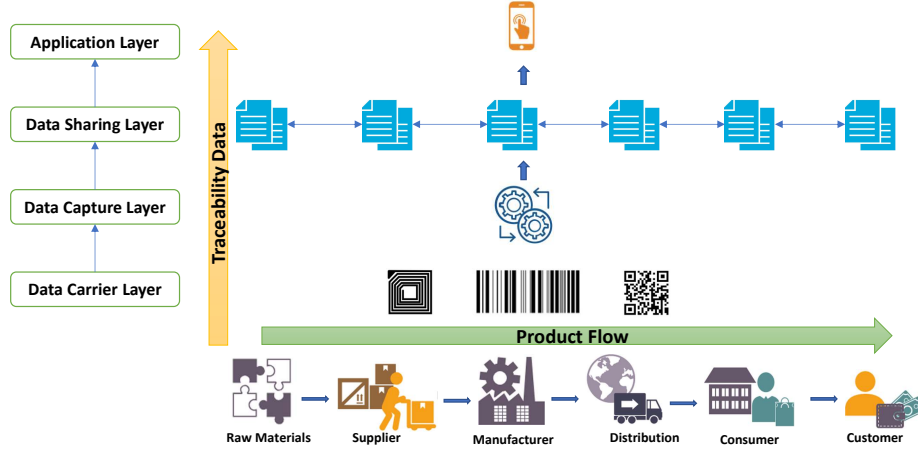 Application Layer
Data Sharing Layer
Data Capture Layer
Data Carrier Layer
Traceability Data
Product Flow
Raw Materials
Supplier
Manufacturer
Distribution
Consumer
Customer